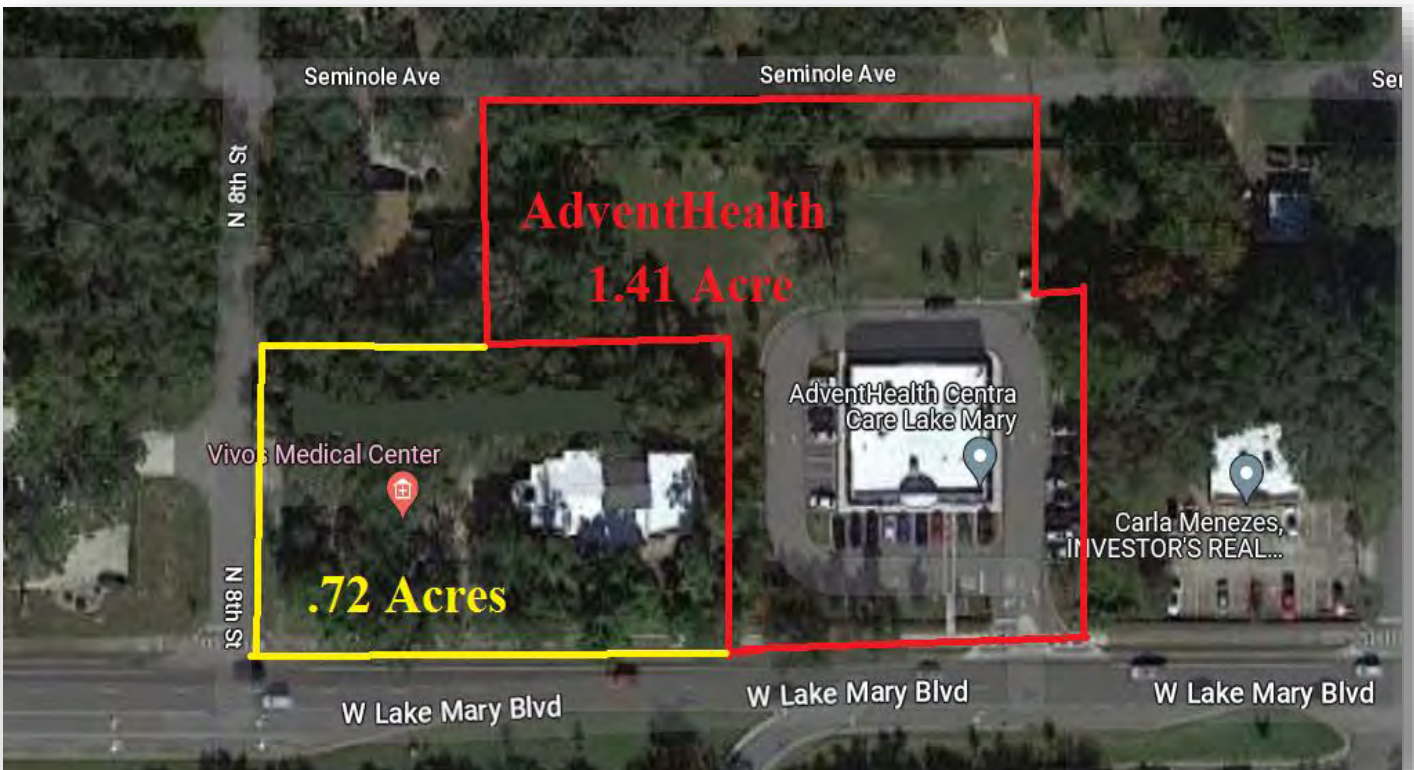 Seminole Ave
Seminole Ave
N 8th St
AdventHealth
1.41 Acre
AdventHealth Centra
Care Lake Mary
Vivos Medical Center
Carla Menezes,
INVESTOR'S REAL...
N 8th St
.72 Acres
W Lake Mary Blvd
W Lake Mary Blvd
W Lake Mary Blvd